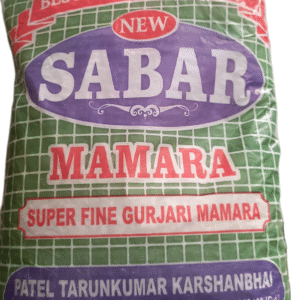 NEW
SABAR
MAMARA
SUPER FINE GURJARI MAMARA
PATEL TARUNKUMAR KARSHANBHAI